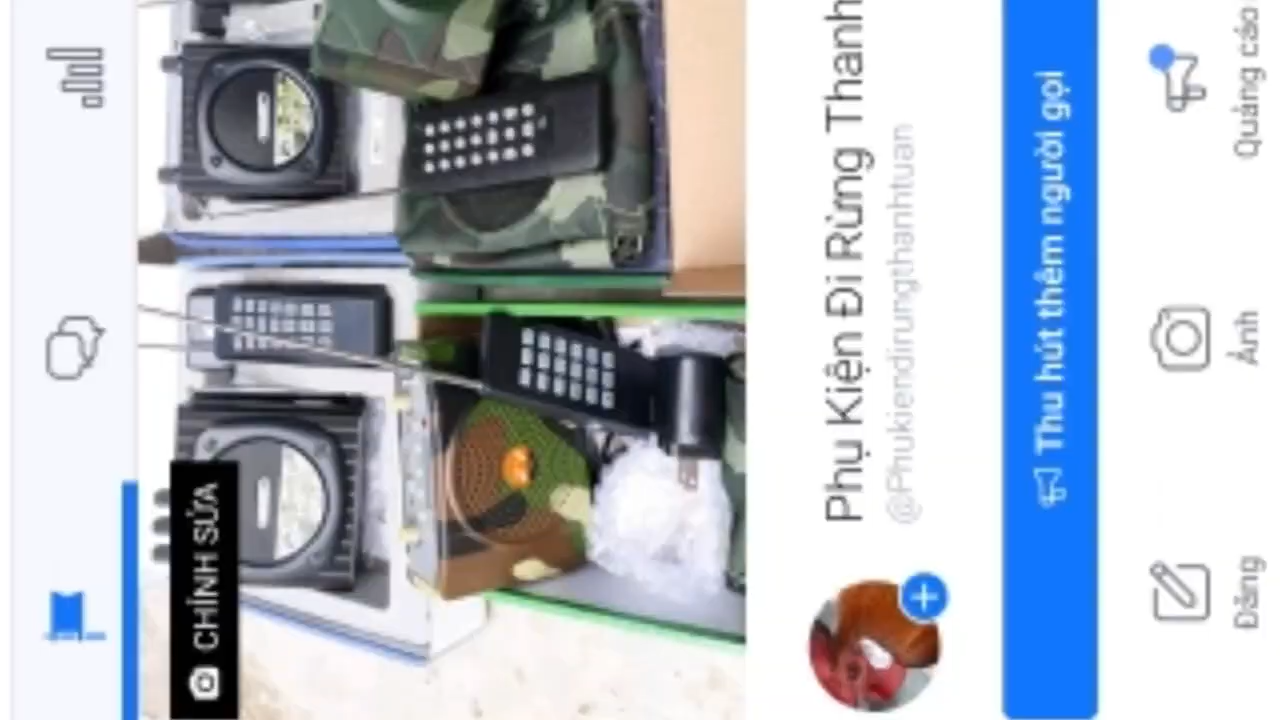 CHỈNH SỬA
Phụ Kiện Đi Rừng Thanh
@Phukiendirungthanhtuan
Thu hút thêm người gọi
Đăng
Ảnh
Quảng cáo